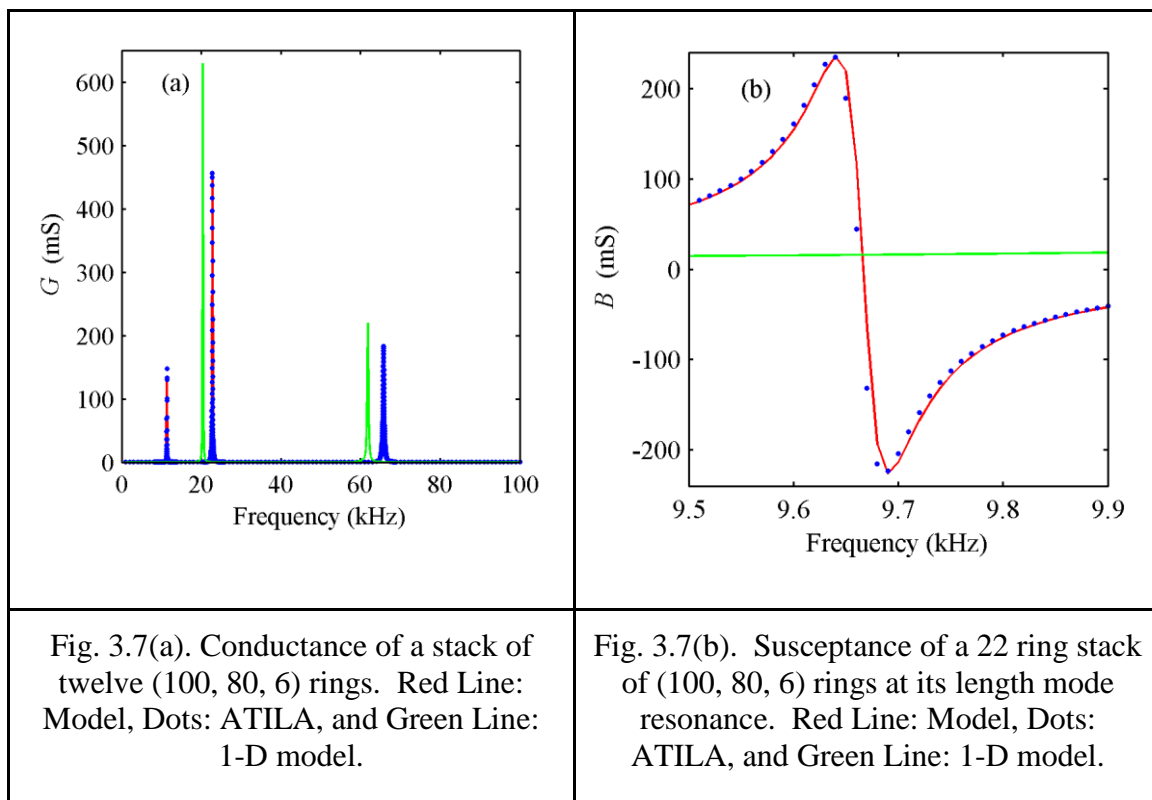 (a)
600
500
400
300
200
100
0
G (mS)
0 20 40 60 80 100
Frequency (kHz)
(b)
200
100
0
-100
-200
B (mS)
9.5 9.6 9.7 9.8 9.9
Frequency (kHz)
Fig. 3.7(a). Conductance of a stack of
twelve (100, 80, 6) rings. Red Line:
Model, Dots: ATILA, and Green Line:
1-D model.
Fig. 3.7(b). Susceptance of a 22 ring stack
of (100, 80, 6) rings at its length mode
resonance. Red Line: Model, Dots:
ATILA, and Green Line: 1-D model.